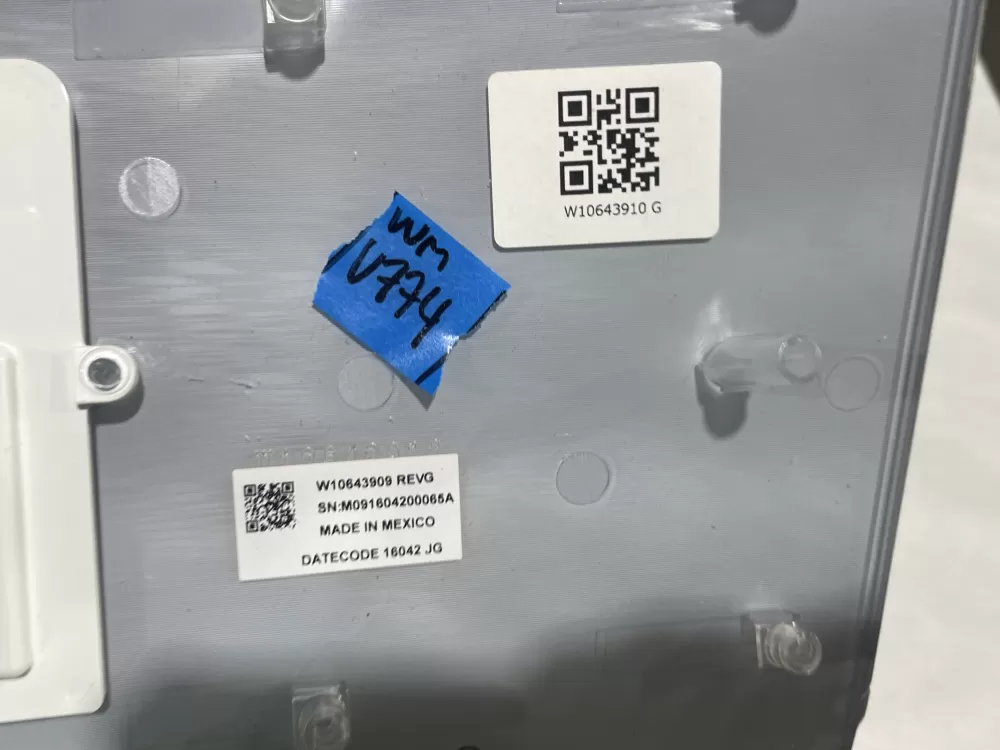 W10643910 G
WM
V774
W10643909 REVG
SN:M091604200065A
MADE IN MEXICO
DATECODE 16042 JG